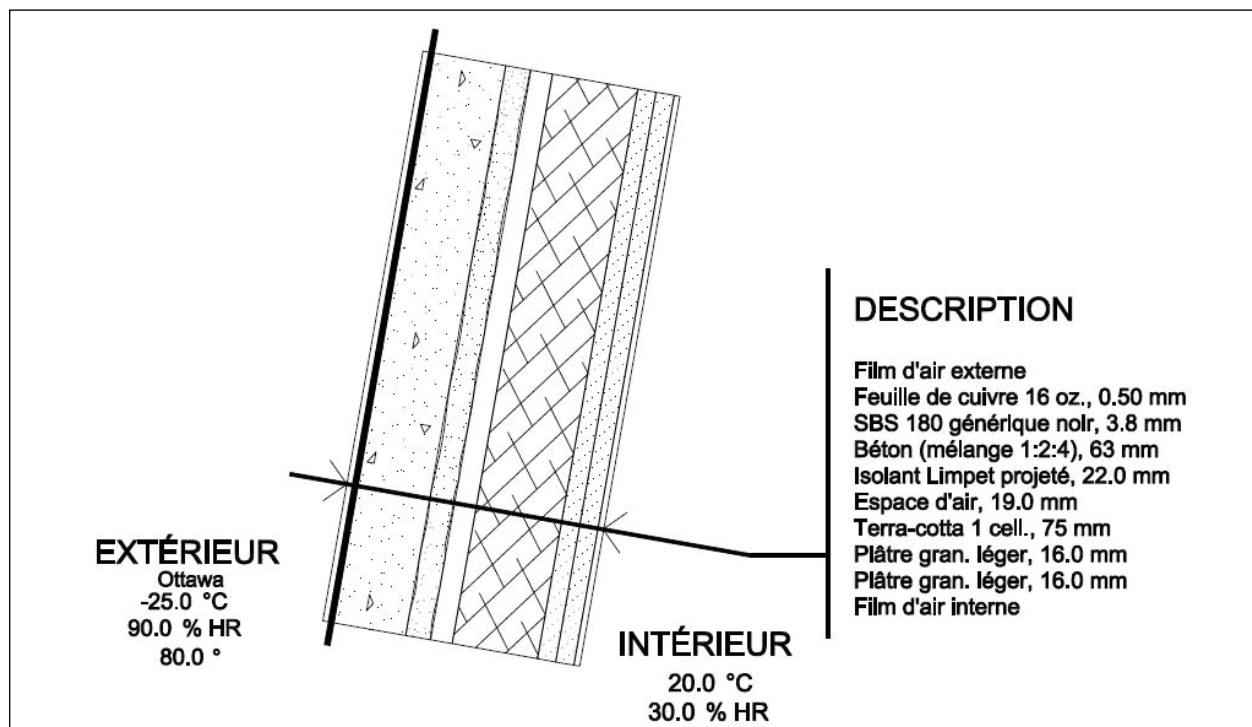 DESCRIPTION
Film d'air externe
Feuille de cuivre 16 oz., 0.50 mm
SBS 180 générique noir, 3.8 mm
Béton (mélange 1:2:4), 63 mm
Isolant Limpet projeté, 22.0 mm
Espace d'air, 19.0 mm
Terra-cotta 1 cell., 75 mm
Plâtre gran. léger, 16.0 mm
Plâtre gran. léger, 16.0 mm
Film d'air interne
EXTÉRIEUR
Ottawa
-25.0 °C
90.0 % HR
80.0 °
INTÉRIEUR
20.0 °C
30.0 % HR